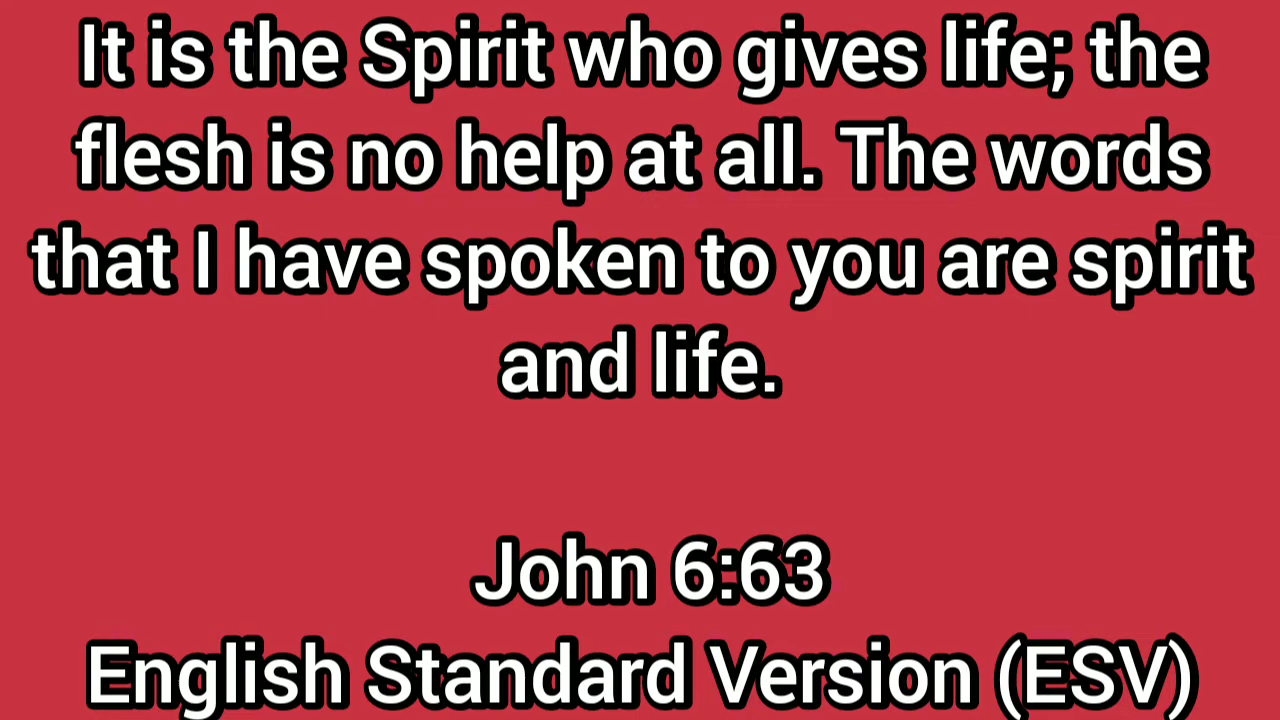 It is the Spirit who gives life; the
flesh is no help at all. The words
that I have spoken to you are spirit
and life.
John 6:63
English Standard Version (ESV)